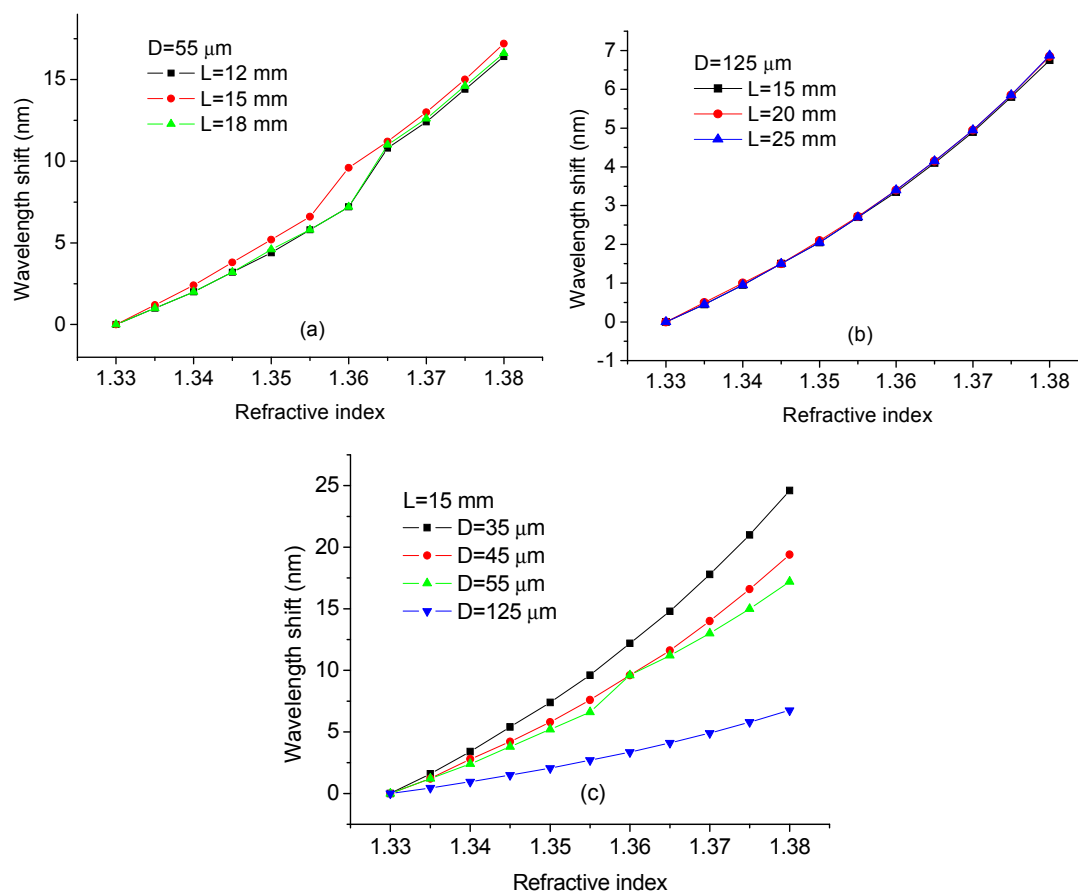 D=55 μm
L=12 mm
L=15 mm
L=18 mm
15
10
5
0
Wavelength shift (nm)
(a)
1.33 1.34 1.35 1.36 1.37 1.38
Refractive index
D=125 μm
L=15 mm
L=20 mm
L=25 mm
7
6
5
4
3
2
1
0
-1
Wavelength shift (nm)
(b)
1.33 1.34 1.35 1.36 1.37 1.38
Refractive index
L=15 mm
D=35 μm
D=45 μm
D=55 μm
D=125 μm
25
20
15
10
5
0
Wavelength shift (nm)
(c)
1.33 1.34 1.35 1.36 1.37 1.38
Refractive index